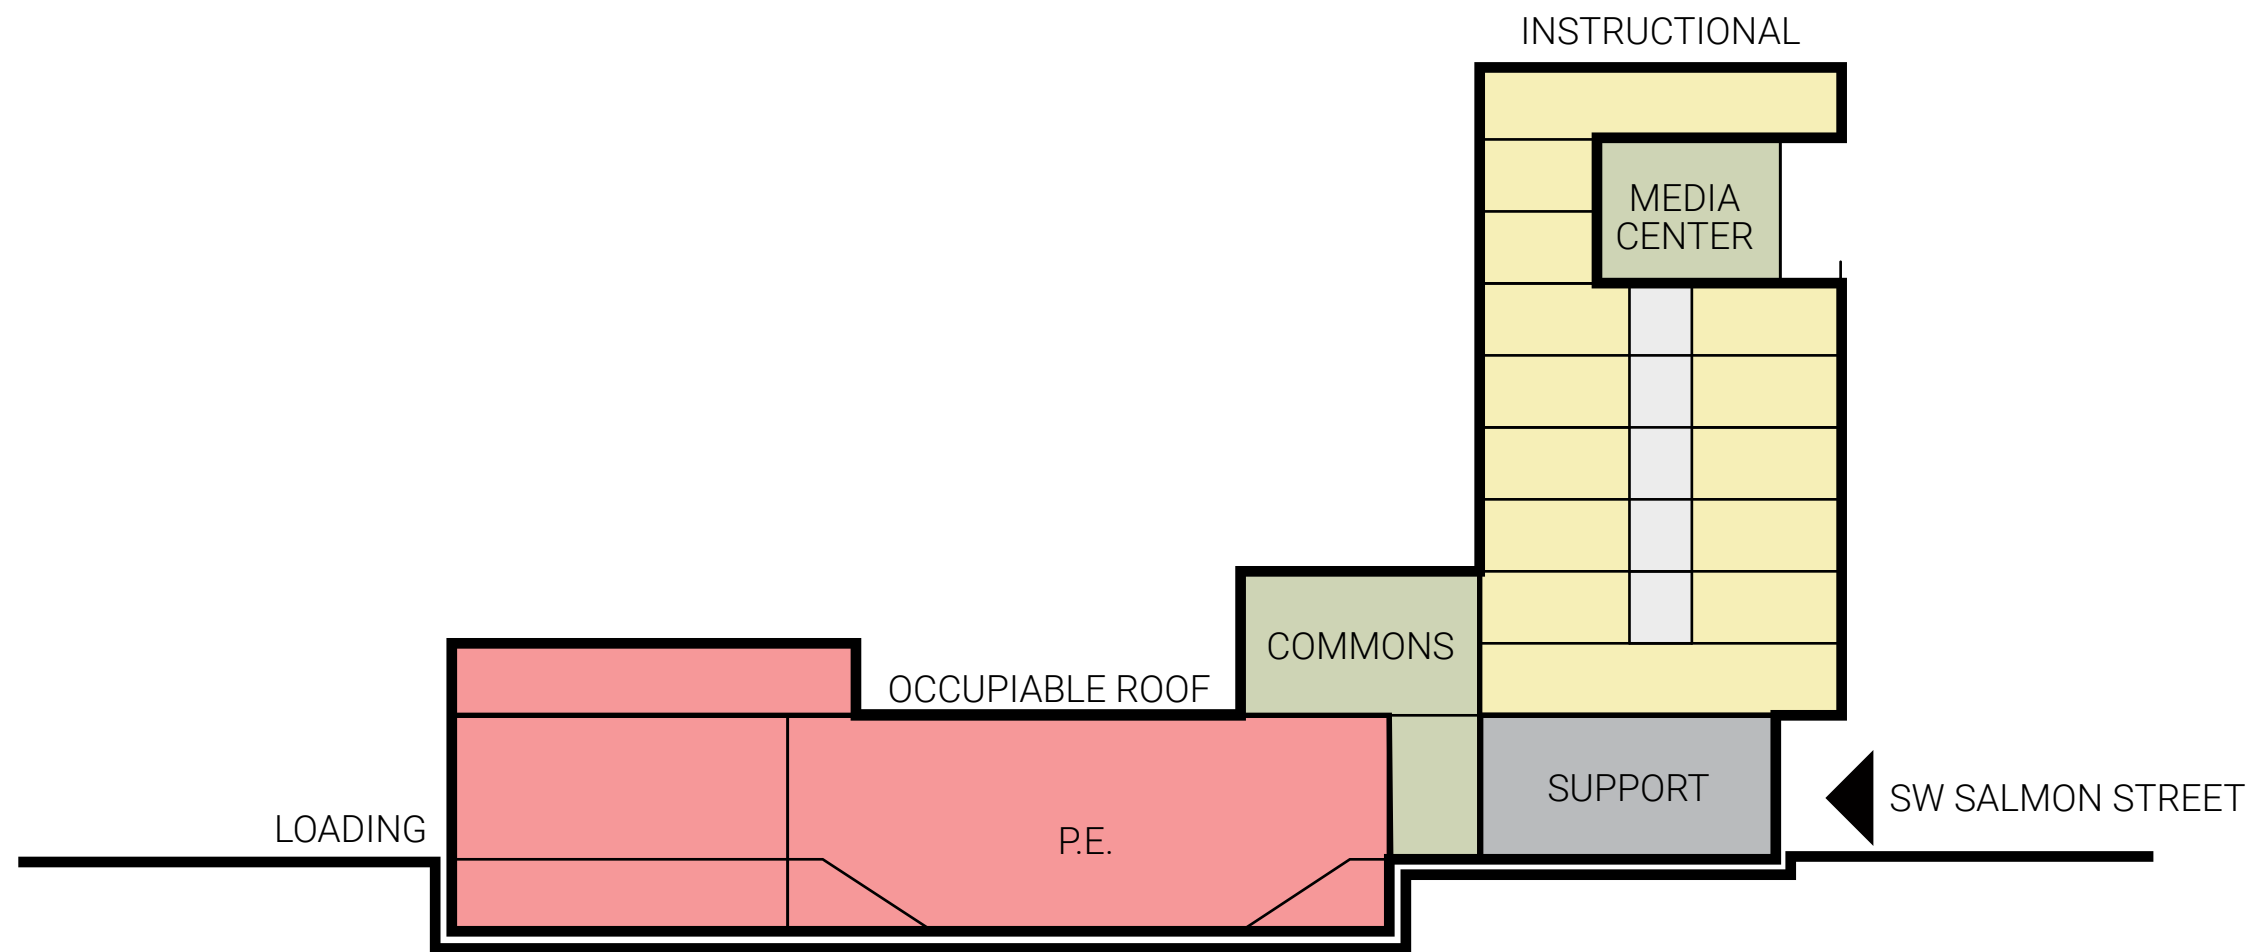 INSTRUCTIONAL
MEDIA
CENTER
COMMONS
OCCUPIABLE ROOF
SUPPORT
SW SALMON STREET
LOADING
P.E.